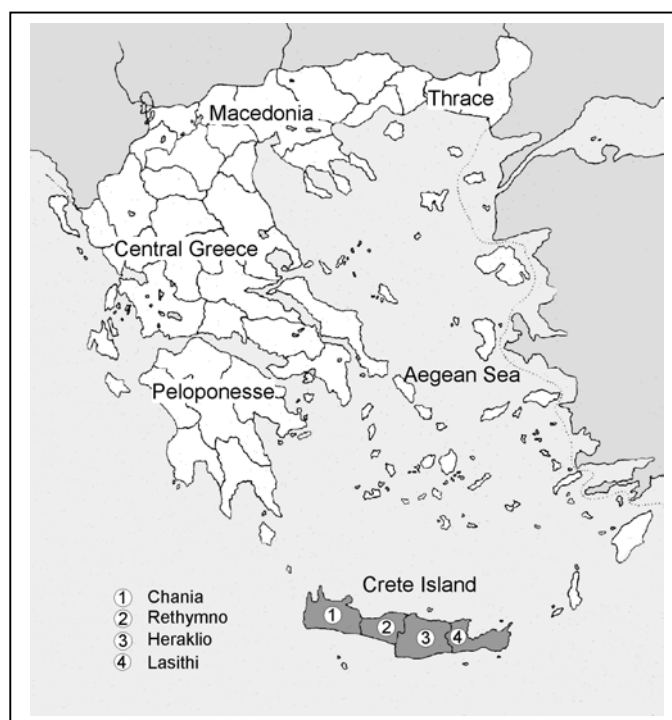 Macedonia
Thrace
Central Greece
Aegean Sea
Peloponesse
Crete Island
1 Chania
2 Rethymno
3 Heraklio
4 Lasithi
1
2
3
4